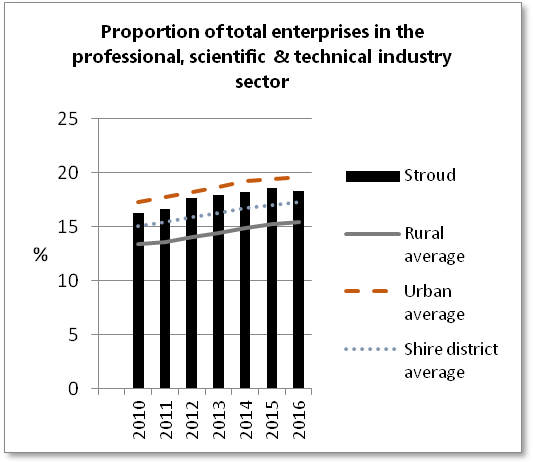 Proportion of total enterprises in the
professional, scientific & technical industry
sector
25
20
15
10
5
0
%
2010
2011
2012
2013
2014
2015
2016
Stroud
Rural
average
Urban
average
Shire district
average